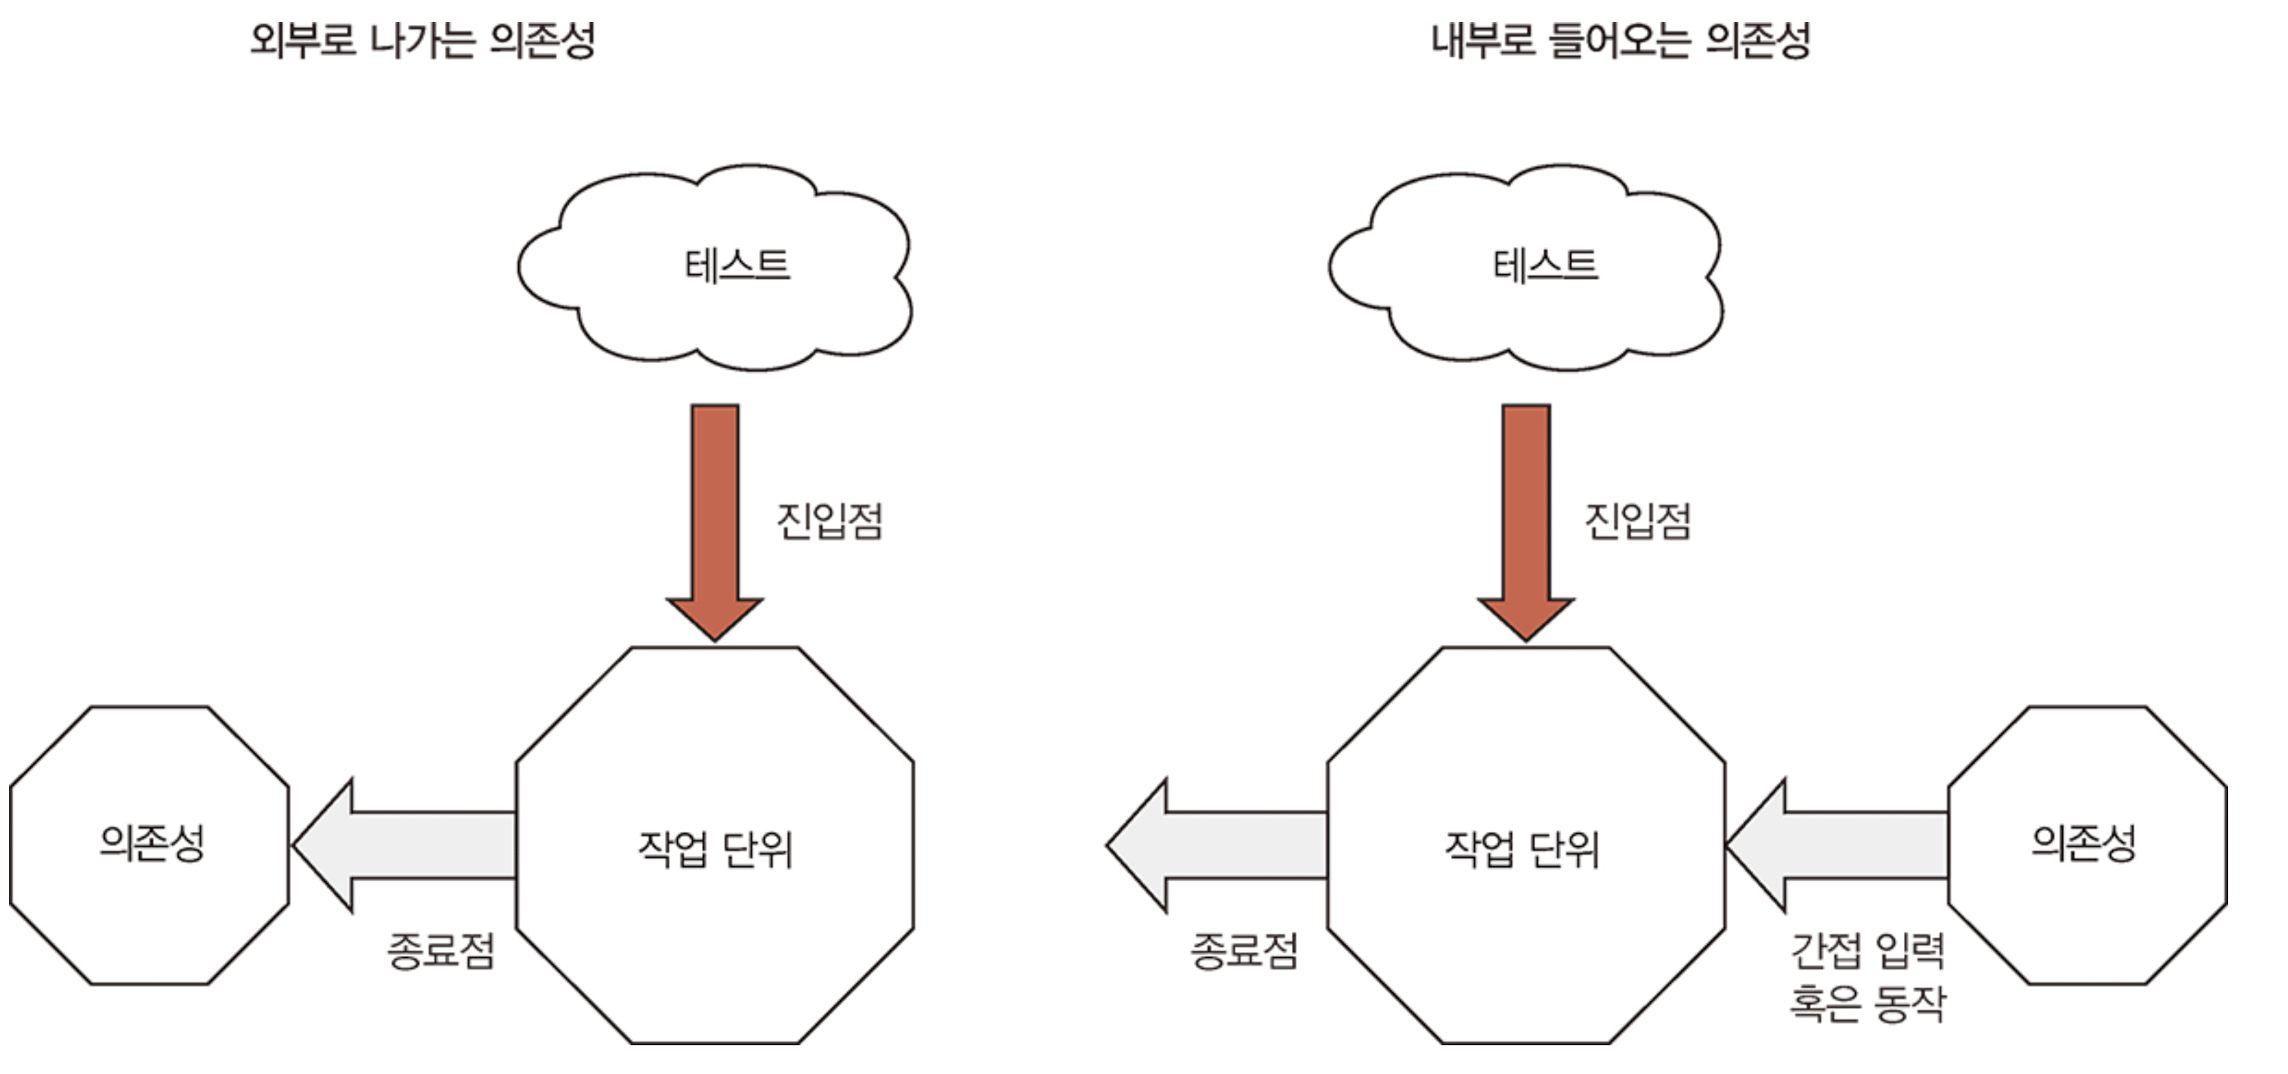 외부로 나가는 의존성
테스트
진입점
의존성
작업 단위
종료점
내부로 들어오는 의존성
테스트
진입점
종료점
작업 단위
의존성
간접 입력
혹은 동작